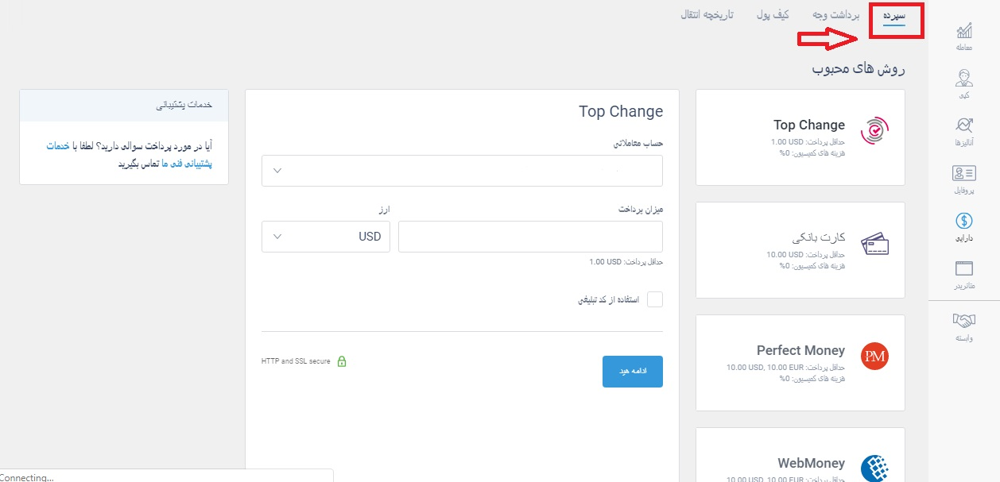 سپرده
برداشت وجه
کیف پول
تاریخچه انتقال
معامله
کپی
آنالیزها
پروفایل
دارایی
متاتریدر
وابسته
روش های محبوب
Top Change
حداقل پرداخت: 1.00 USD
هزینه های کمیسیون: 0%
کارت بانکی
حداقل پرداخت: 10.00 USD
هزینه های کمیسیون: 0%
Perfect Money
حداقل پرداخت: 10.00 USD, 10.00 EUR
هزینه های کمیسیون: 0%
PM
WebMoney
حداقل پرداخت: 10.00 USD, 10.00 EUR
Top Change
حساب معاملاتی
میزان پرداخت
ارز
USD
حداقل پرداخت: 1.00 USD
استفاده از کد تبلیغی
ادامه هید
HTTP and SSL secure
خدمات پشتیبانی
آیا در مورد پرداخت سوالی دارید؟ لطفا با خدمات
پشتیبانی فنی ما تماس بگیرید
Connecting...